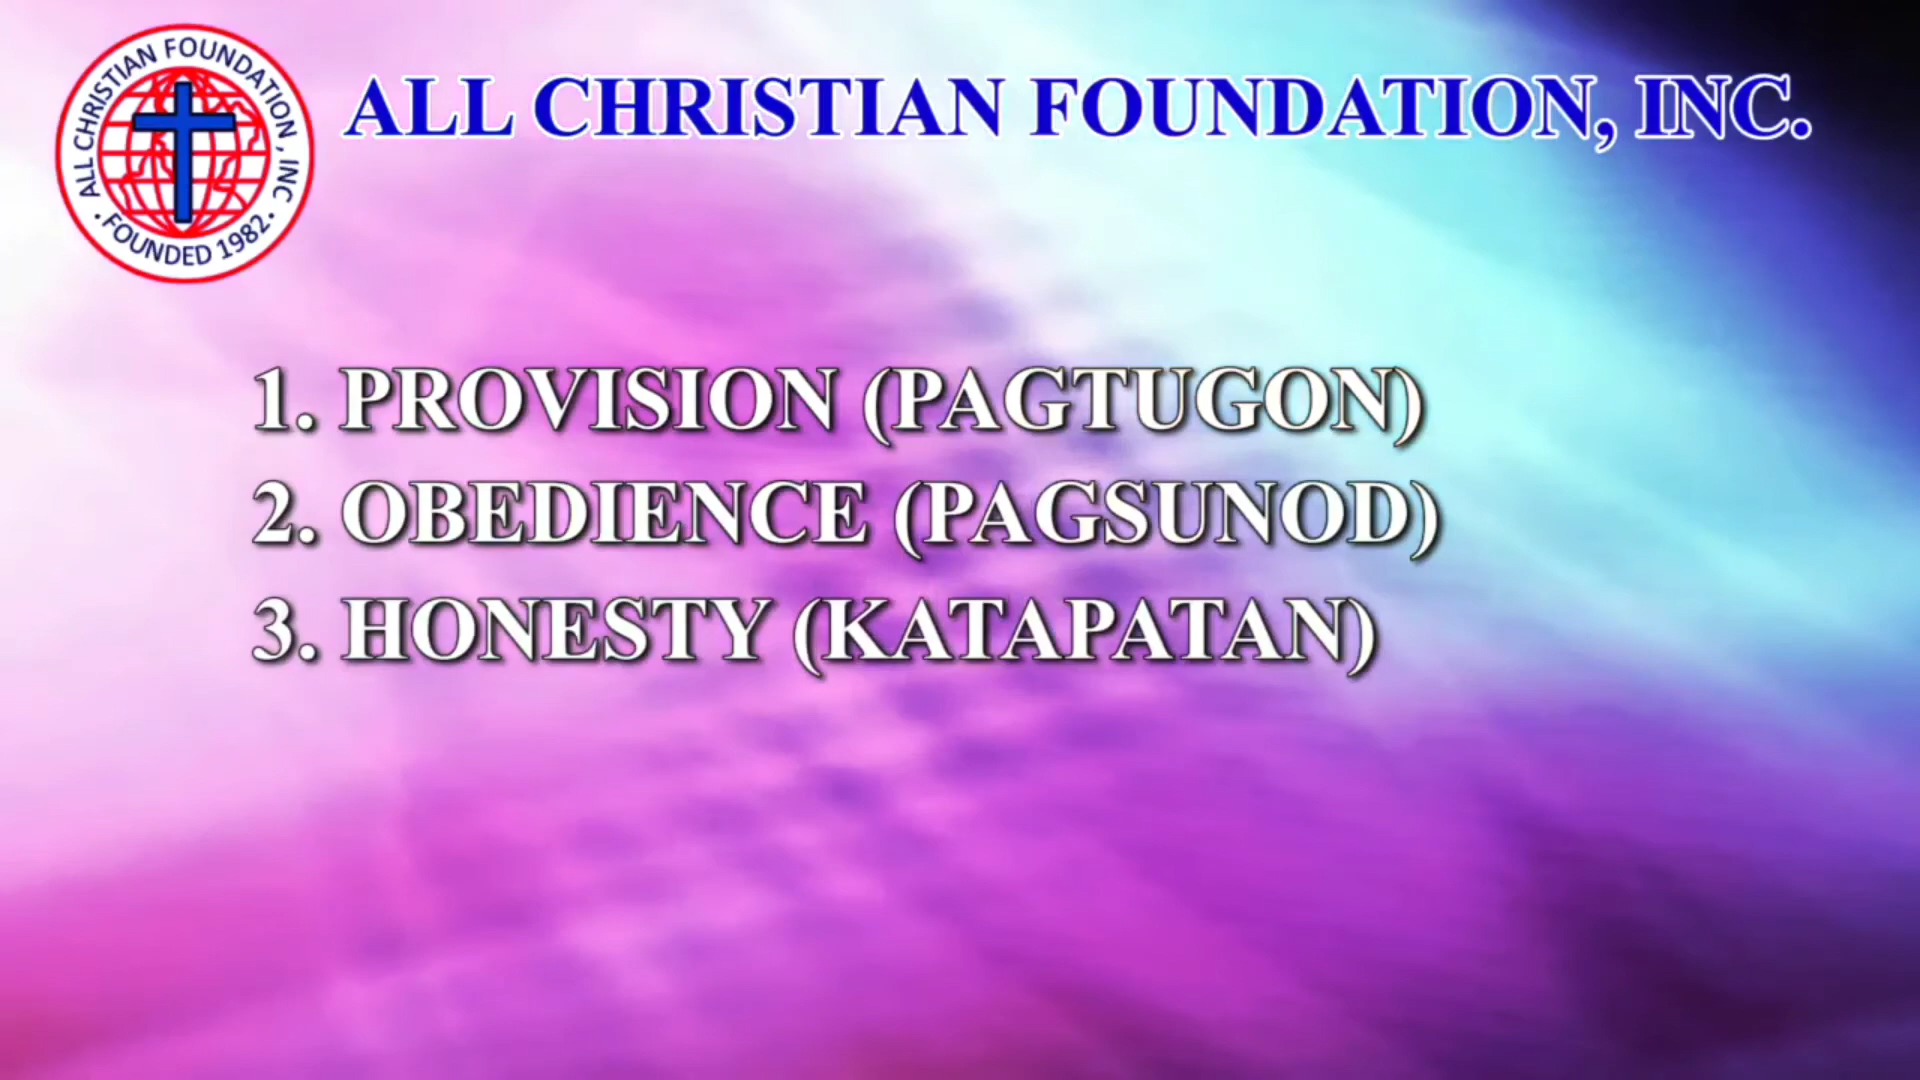 ALL CHRISTIAN FOUNDATION, INC
• FOUNDED 1982 •
ALL CHRISTIAN FOUNDATION, INC.
1. PROVISION (PAGTUGON)
2. OBEDIENCE (PAGSUNOD)
3. HONESTY (KATAPATAN)